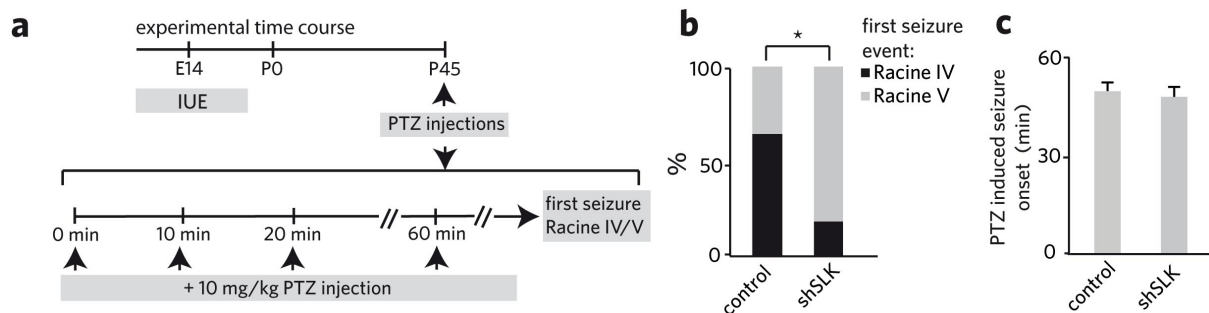 a
experimental time course
E14
P0
P45
IUE
PTZ injections
first seizure
Racine IV/V
0 min
10 min
20 min
60 min
+ 10 mg/kg PTZ injection
b
first seizure
event:
Racine IV
Racine V
*
100
50
0
%
control
shSLK
c
60
30
0
PTZ induced seizure
onset (min)
control
shSLK